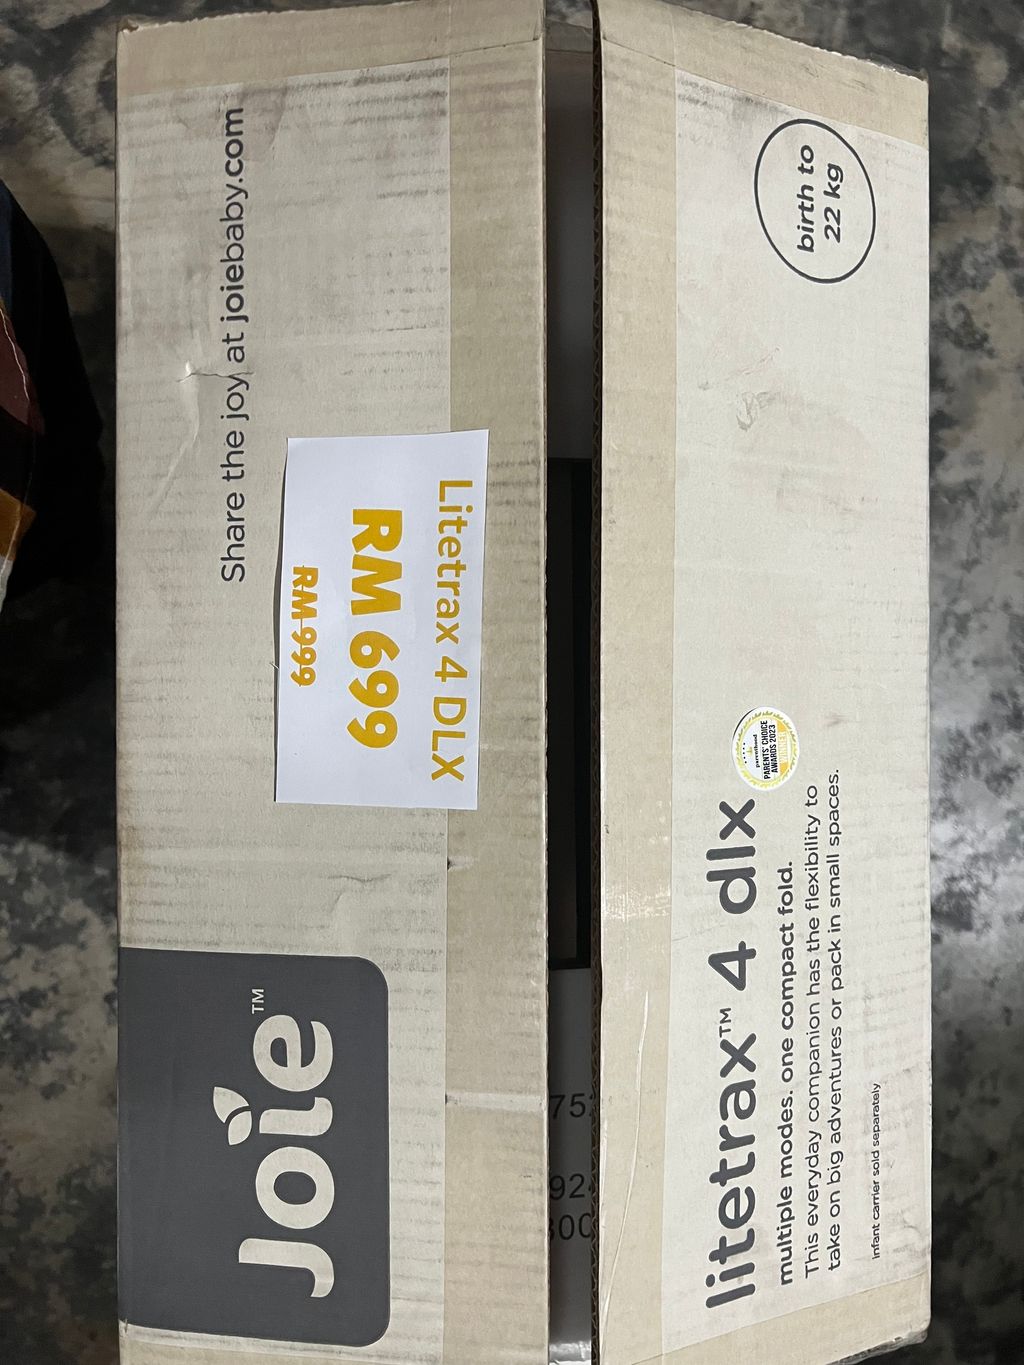 Joie™
Share the joy at joiebaby.com
Litetrax 4 DLX
RM 699
RM 999
litetrax™ 4 dlx
multiple modes. one compact fold.
This everyday companion has the flexibility to
take on big adventures or pack in small spaces.
Infant carrier sold separately
birth to
22 kg
PARENTS' CHOICE
AWARDS 2023